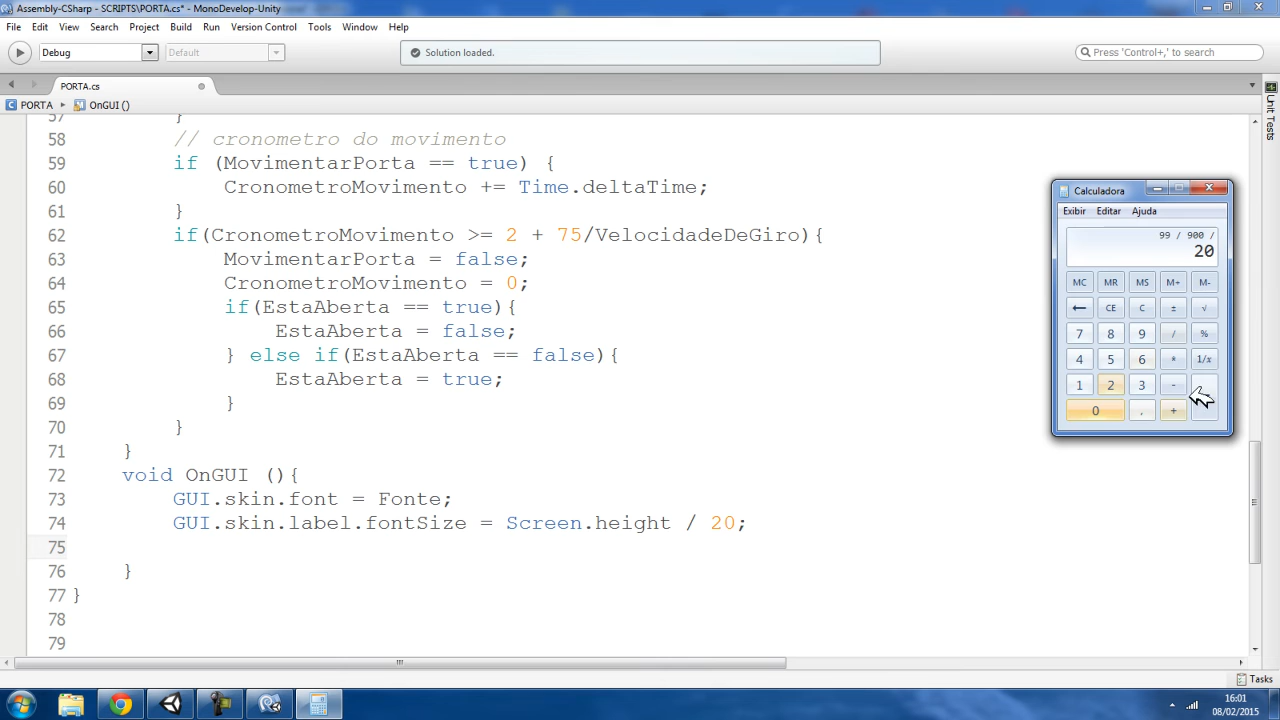 Assembly-CSharp - SCRIPTS\PORTA.cs* - MonoDevelop-Unity
File Edit View Search Project Build Run Version Control Tools Window Help
Debug Default Solution loaded. Press 'Control+,' to search
PORTA.cs
PORTA OnGUI ()
57 }
58 // cronometro do movimento
59 if (MovimentarPorta == true) {
60 CronometroMovimento += Time.deltaTime;
61 }
62 if(CronometroMovimento >= 2 + 75/VelocidadeDeGiro){
63 MovimentarPorta = false;
64 CronometroMovimento = 0;
65 if(EstaAberta == true){
66 EstaAberta = false;
67 } else if(EstaAberta == false){
68 EstaAberta = true;
69 }
70 }
71 }
72 void OnGUI (){
73 GUI.skin.font = Fonte;
74 GUI.skin.label.fontSize = Screen.height / 20;
75
76 }
77 }
78
79
Unit Tests
Calculadora
Exibir Editar Ajuda
99 / 900 /
20
MC MR MS M+ M-
← CE C ± √
7 8 9 / %
4 5 6 * 1/x
1 2 3 -
0 . +
Tasks
16:01
08/02/2015